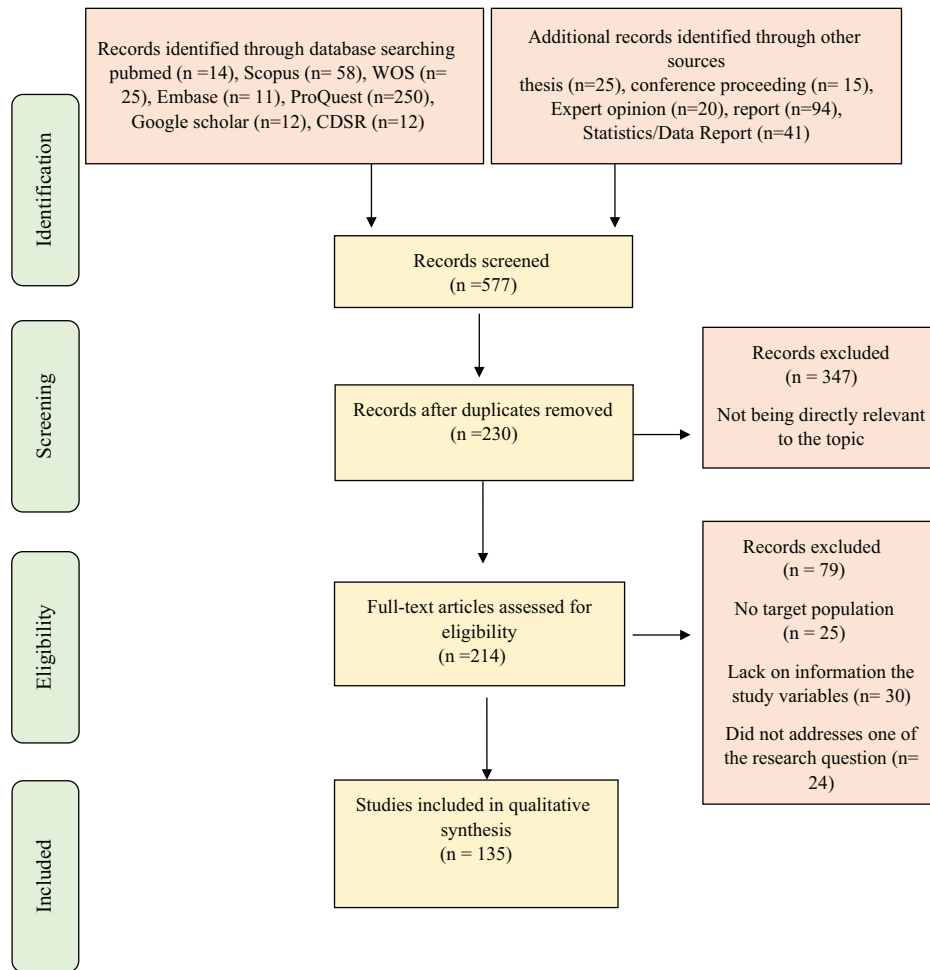 Records identified through database searching
pubmed (n =14), Scopus (n= 58), WOS (n=
25), Embase (n= 11), ProQuest (n=250),
Google scholar (n=12), CDSR (n=12)
Additional records identified through other
sources
thesis (n=25), conference proceeding (n= 15),
Expert opinion (n=20), report (n=94),
Statistics/Data Report (n=41)
Identification
Records screened
(n =577)
Screening
Records after duplicates removed
(n =230)
Records excluded
(n = 347)
Not being directly relevant
to the topic
Eligibility
Full-text articles assessed for
eligibility
(n =214)
Records excluded
(n = 79)
No target population
(n = 25)
Lack on information the
study variables (n= 30)
Did not addresses one of
the research question (n=
24)
Included
Studies included in qualitative
synthesis
(n = 135)